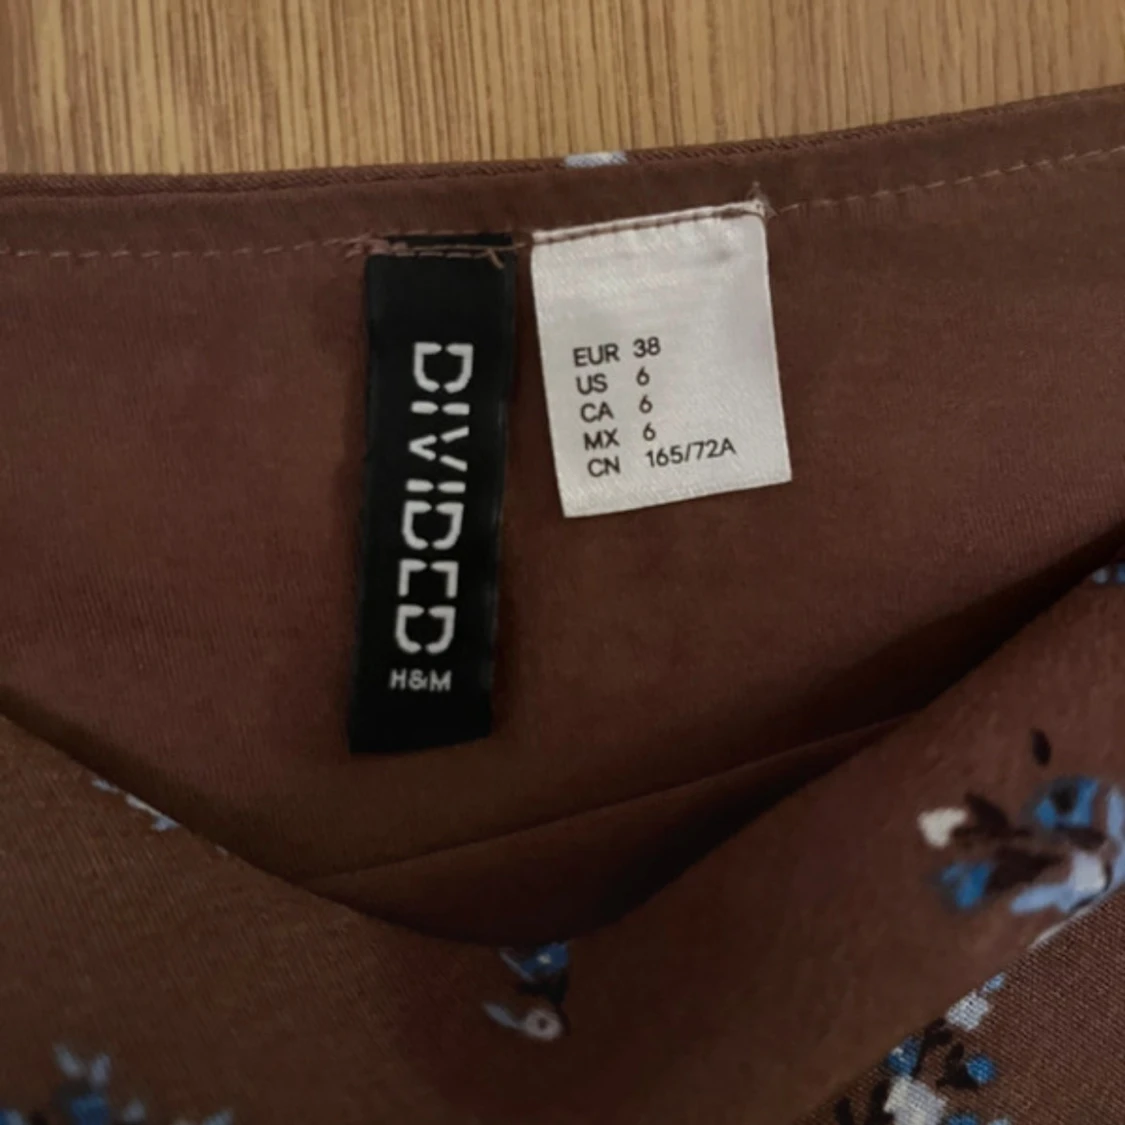 DIVIDED
H&M
EUR 38
US 6
CA 6
MX 6
CN 165/72A